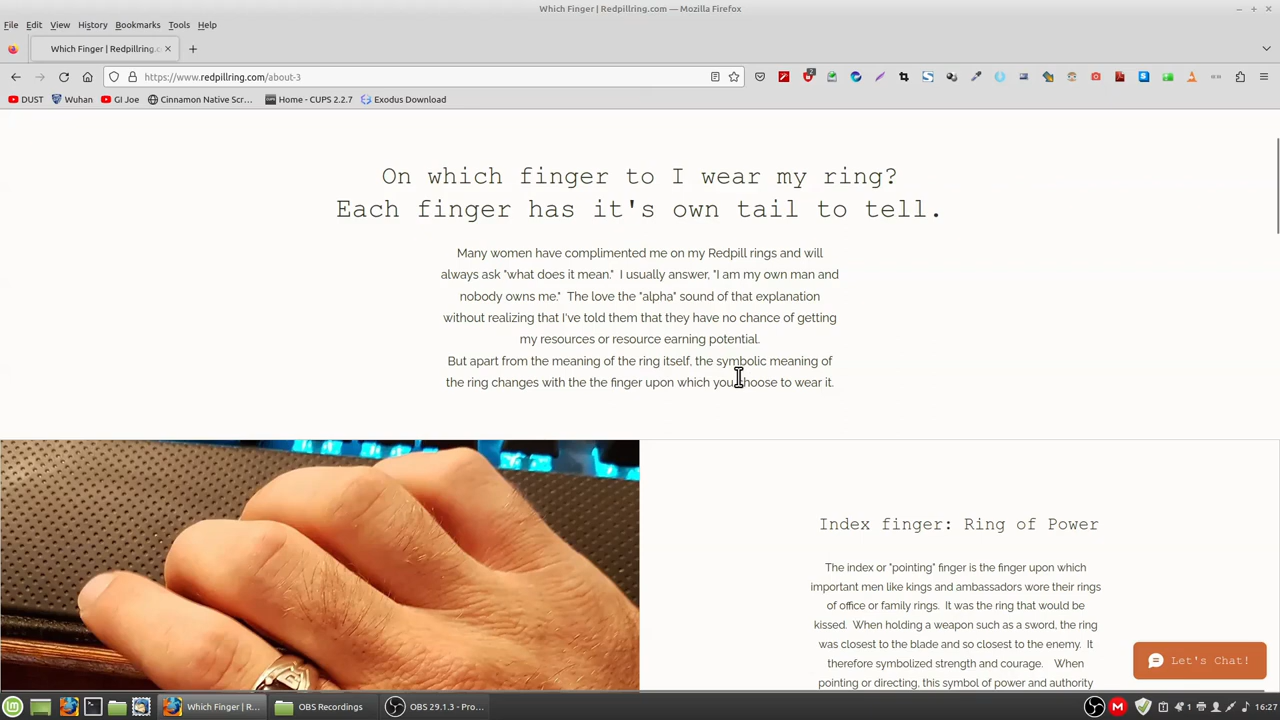 Which Finger | Redpillring.com — Mozilla Firefox
File Edit View History Bookmarks Tools Help
Which Finger | Redpillring.c
https://www.redpillring.com/about-3
DUST Wuhan GI Joe Cinnamon Native Scr... Home - CUPS 2.2.7 Exodus Download
On which finger to I wear my ring?
Each finger has it's own tail to tell.
Many women have complimented me on my Redpill rings and will
always ask "what does it mean." I usually answer, "I am my own man and
nobody owns me." The love the "alpha" sound of that explanation
without realizing that I've told them that they have no chance of getting
my resources or resource earning potential.
But apart from the meaning of the ring itself, the symbolic meaning of
the ring changes with the the finger upon which you choose to wear it.
Index finger: Ring of Power
The index or "pointing" finger is the finger upon which
important men like kings and ambassadors wore their rings
of office or family rings. It was the ring that would be
kissed. When holding a weapon such as a sword, the ring
was closest to the blade and so closest to the enemy. It
therefore symbolized strength and courage. When
pointing or directing, this symbol of power and authority
Let's Chat!
Which Finger | R... OBS Recordings OBS 29.1.3 - Pro... 1 16:27